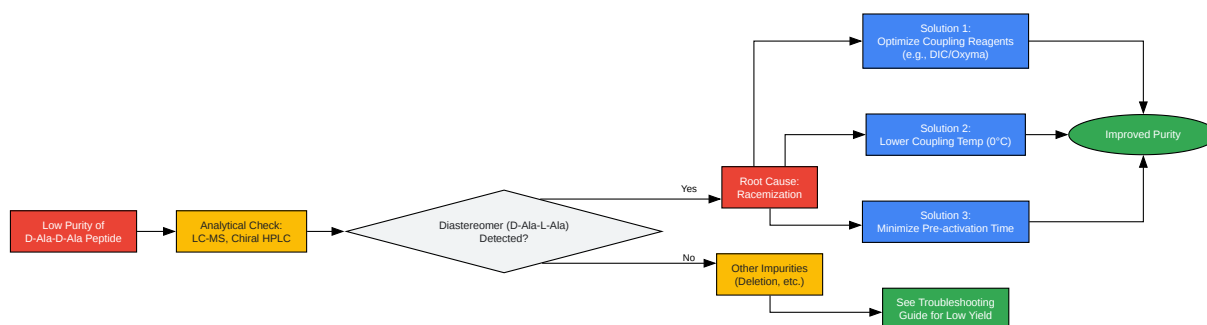 Low Purity of
D-Ala-D-Ala Peptide
Analytical Check:
LC-MS, Chiral HPLC
Diastereomer (D-Ala-L-Ala)
Detected?
Yes
Root Cause:
Racemization
Solution 1:
Optimize Coupling Reagents
(e.g., DIC/Oxyma)
Solution 2:
Lower Coupling Temp (0°C)
Solution 3:
Minimize Pre-activation Time
Improved Purity
No
Other Impurities
(Deletion, etc.)
See Troubleshooting
Guide for Low Yield